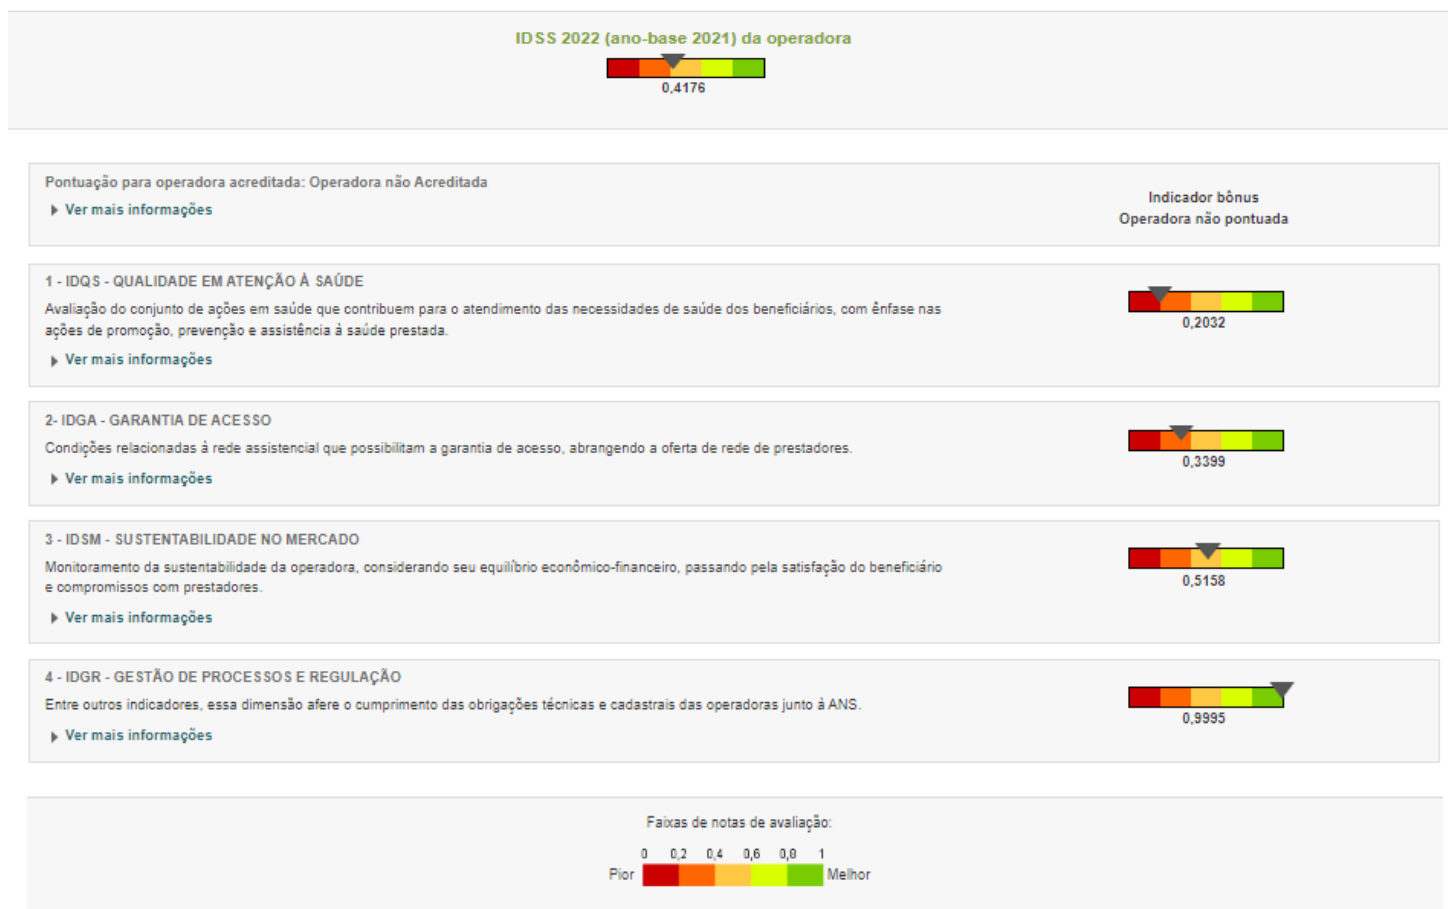 IDSS 2022 (ano-base 2021) da operadora
0,4176
Pontuação para operadora acreditada: Operadora não Acreditada
Ver mais informações
Indicador bônus
Operadora não pontuada
1 - IDQS - QUALIDADE EM ATENÇÃO À SAÚDE
Avaliação do conjunto de ações em saúde que contribuem para o atendimento das necessidades de saúde dos beneficiários, com ênfase nas
ações de promoção, prevenção e assistência à saúde prestada.
Ver mais informações
0,2032
2- IDGA - GARANTIA DE ACESSO
Condições relacionadas à rede assistencial que possibilitam a garantia de acesso, abrangendo a oferta de rede de prestadores.
Ver mais informações
0,3399
3 - IDSM - SUSTENTABILIDADE NO MERCADO
Monitoramento da sustentabilidade da operadora, considerando seu equilíbrio econômico-financeiro, passando pela satisfação do beneficiário
e compromissos com prestadores.
Ver mais informações
0,5158
4 - IDGR - GESTÃO DE PROCESSOS E REGULAÇÃO
Entre outros indicadores, essa dimensão afere o cumprimento das obrigações técnicas e cadastrais das operadoras junto à ANS.
Ver mais informações
0,9995
Faixas de notas de avaliação:
0 0,2 0,4 0,6 0,8 1
Pior Melhor